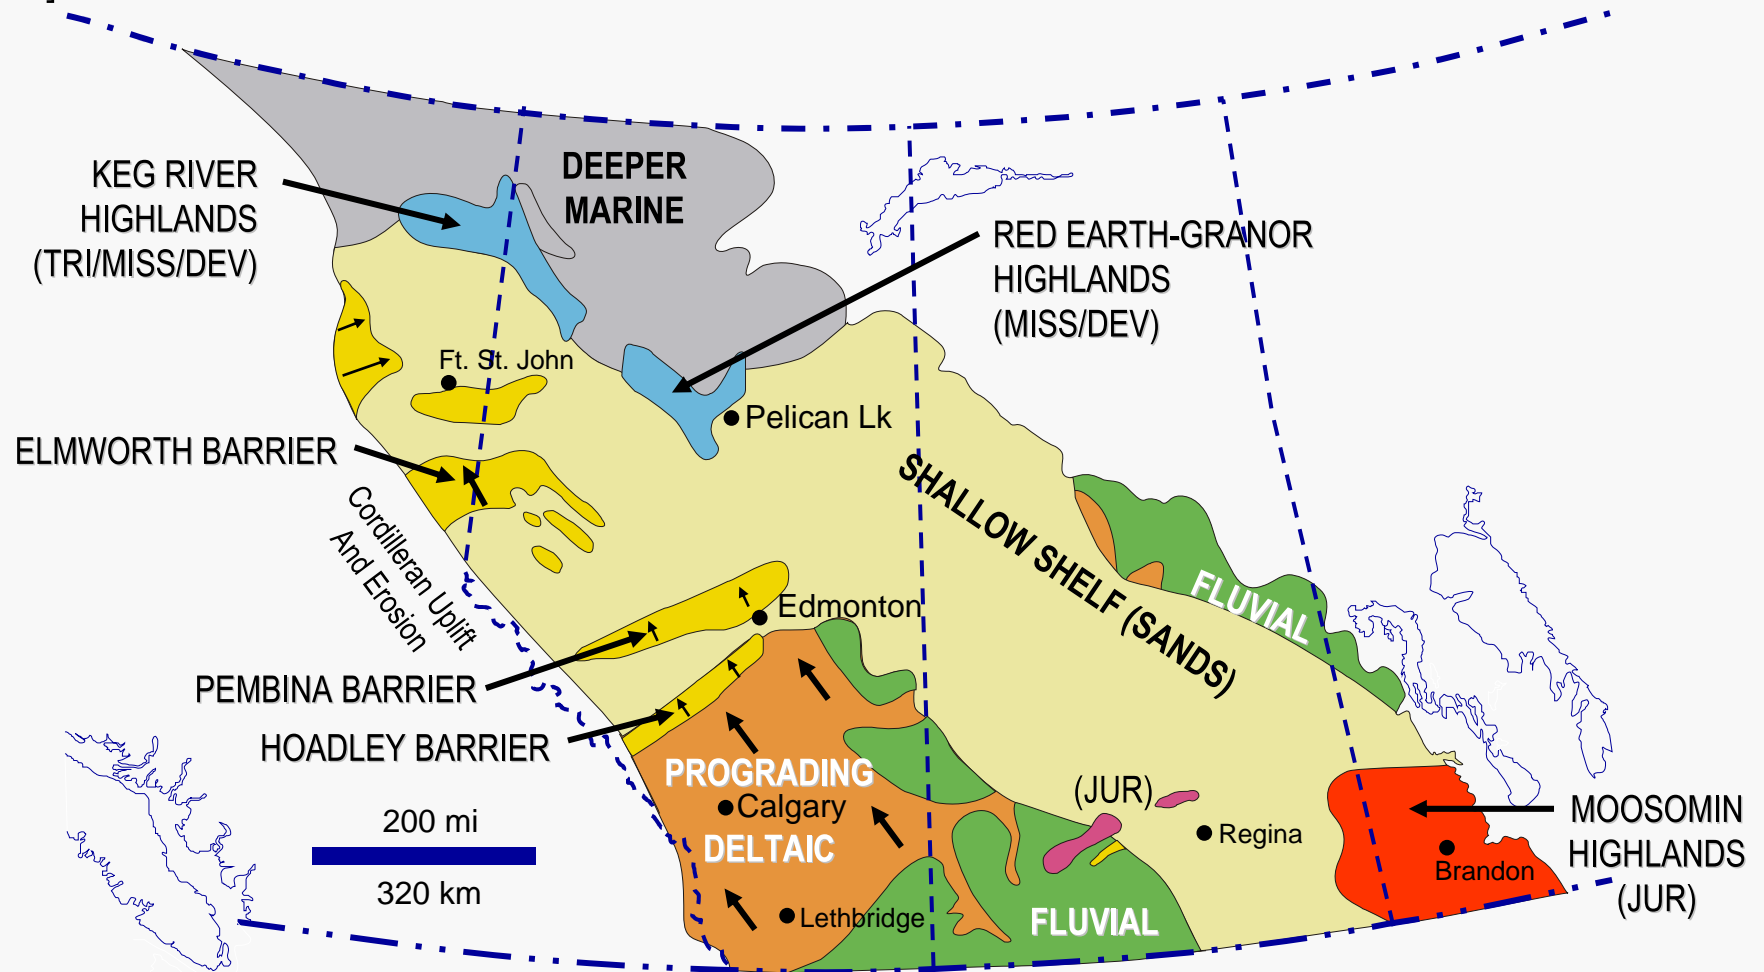 DEEPER
MARINE
KEG RIVER
HIGHLANDS
(TRI/MISS/DEV)
RED EARTH-GRANOR
HIGHLANDS
(MISS/DEV)
Ft. St. John
Pelican Lk
ELMWORTH BARRIER
Cordilleran Uplift
And Erosion
SHALLOW SHELF (SANDS)
FLUVIAL
Edmonton
PEMBINA BARRIER
HOADLEY BARRIER
PROGRADING
Calgary
DELTAIC
(JUR)
Regina
MOOSOMIN
HIGHLANDS
(JUR)
Brandon
200 mi
320 km
Lethbridge
FLUVIAL